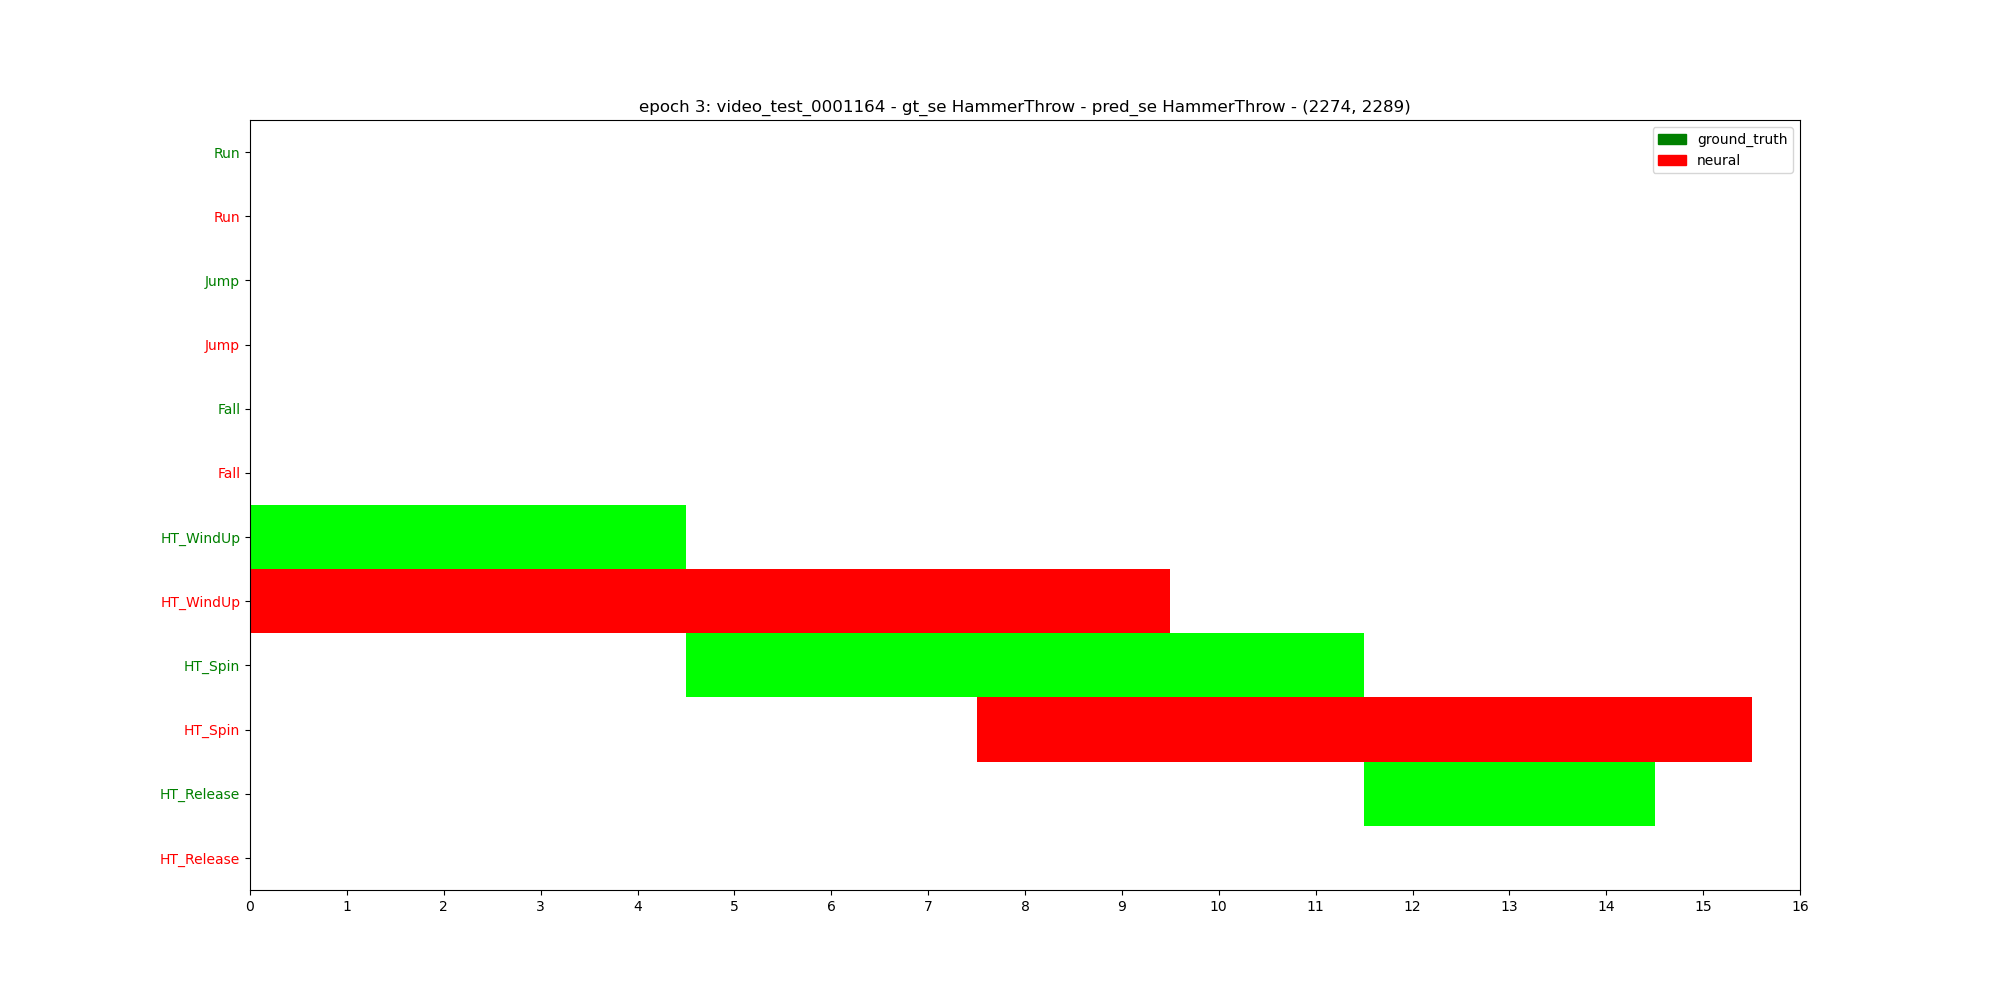 epoch 3: video_test_0001164 - gt_se HammerThrow - pred_se HammerThrow - (2274, 2289)
ground_truth
neural
Run
Run
Jump
Jump
Fall
Fall
HT_WindUp
HT_WindUp
HT_Spin
HT_Spin
HT_Release
HT_Release
0 1 2 3 4 5 6 7 8 9 10 11 12 13 14 15 16